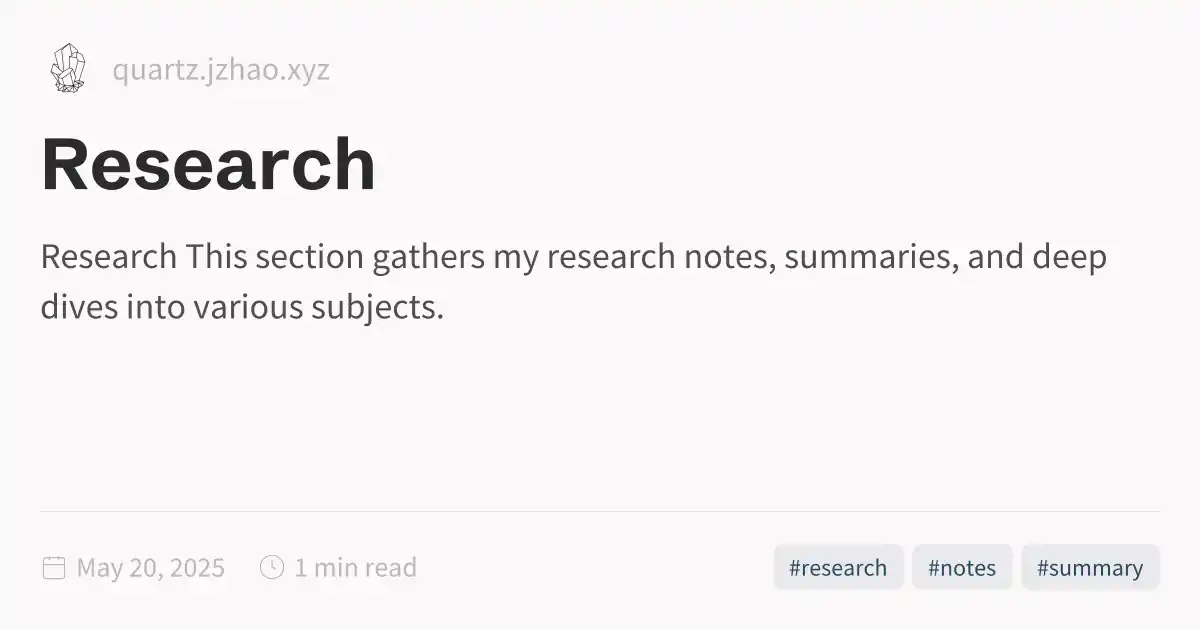 quartz.jzhao.xyz
Research
Research This section gathers my research notes, summaries, and deep
dives into various subjects.
May 20, 2025 1 min read #research #notes #summary